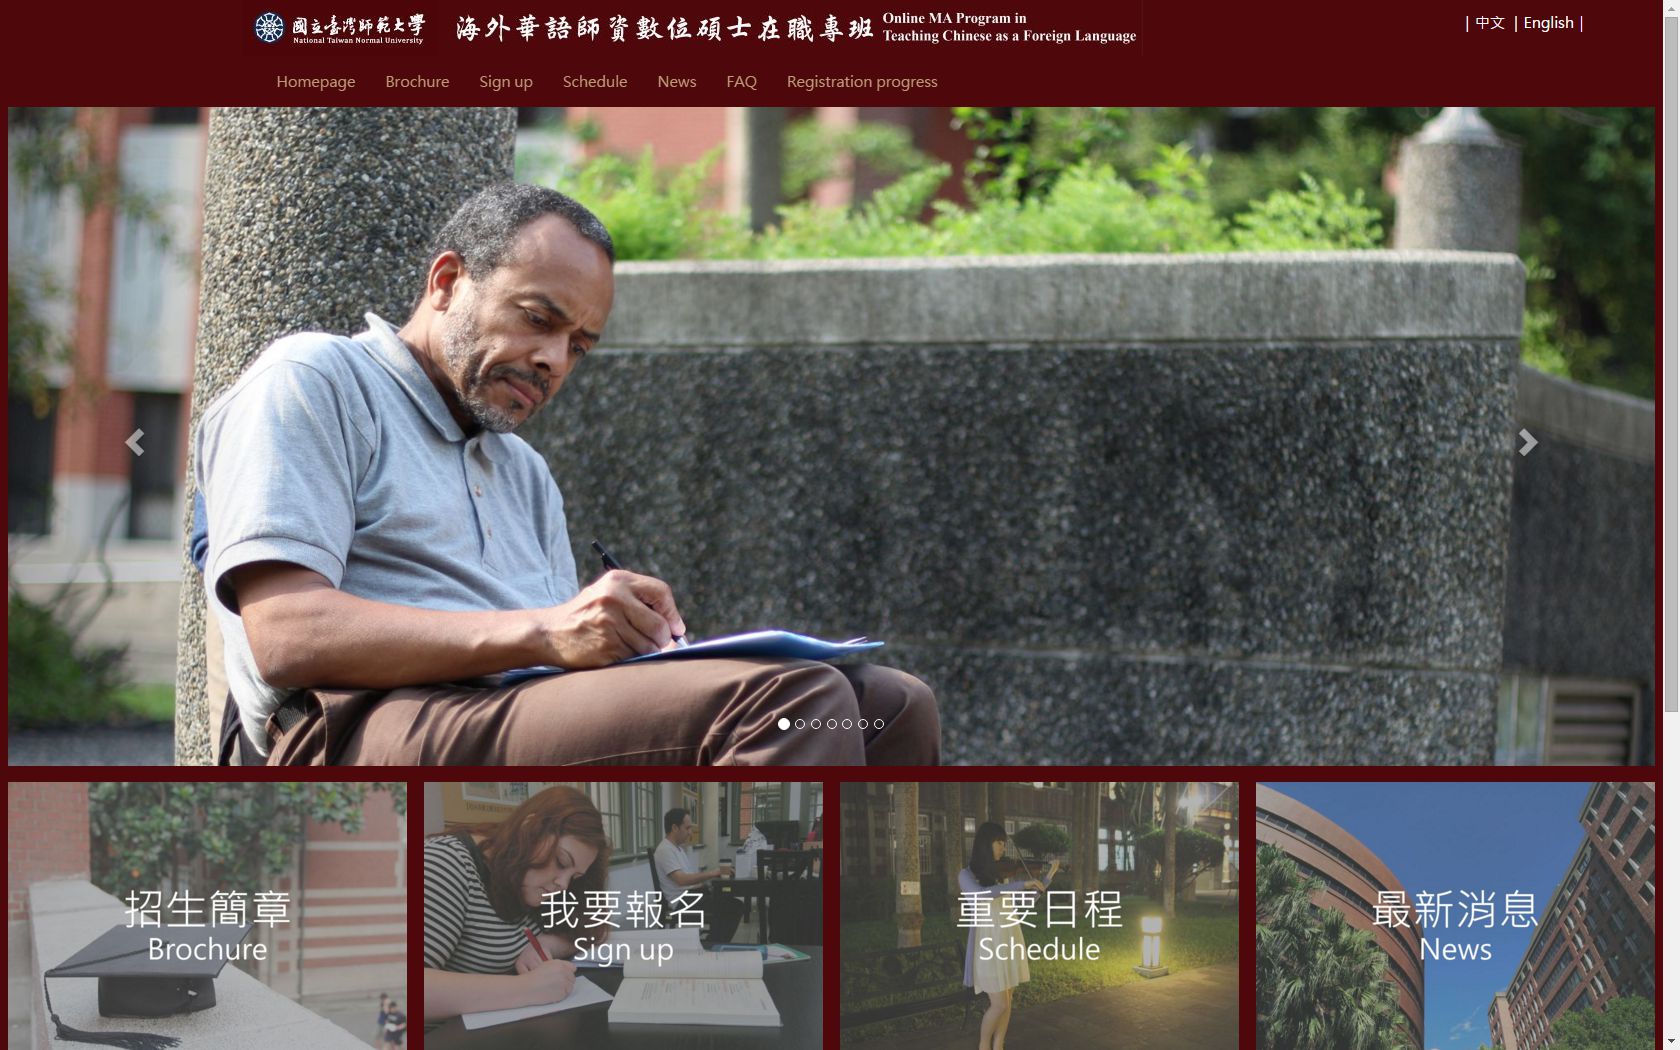 國立臺灣師範大學
National Taiwan Normal University
海外華語師資數位碩士在職專班
Online MA Program in
Teaching Chinese as a Foreign Language
| 中文 | English |
Homepage Brochure Sign up Schedule News FAQ Registration progress
招生簡章
Brochure
我要報名
Sign up
重要日程
Schedule
最新消息
News